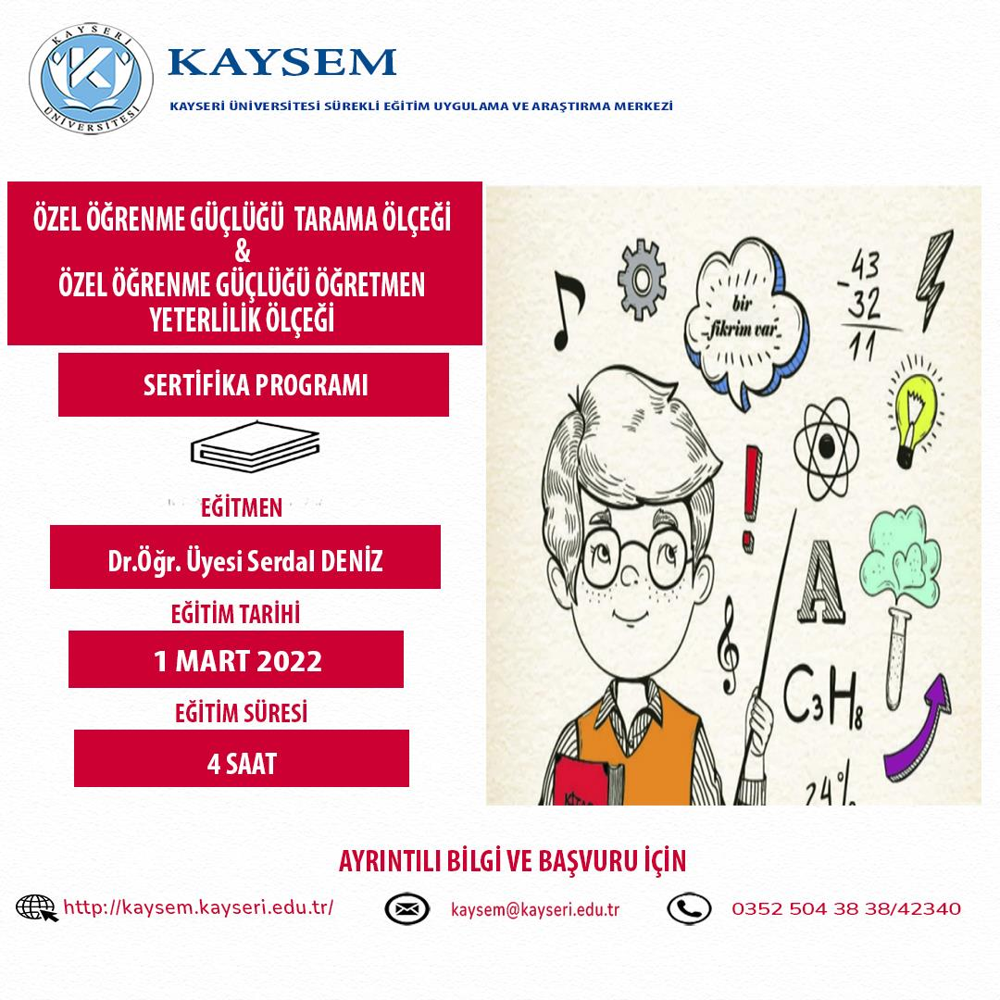 KAYSERİ
ÜNİVERSİTESİ
KAYSEM
KAYSERİ ÜNİVERSİTESİ SÜREKLİ EĞİTİM UYGULAMA VE ARAŞTIRMA MERKEZİ
ÖZEL ÖĞRENME GÜÇLÜĞÜ TARAMA ÖLÇEĞİ
&
ÖZEL ÖĞRENME GÜÇLÜĞÜ ÖĞRETMEN
YETERLİLİK ÖLÇEĞİ
SERTİFİKA PROGRAMI
EĞİTMEN
Dr.Öğr. Üyesi Serdal DENİZ
EĞİTİM TARİHİ
1 MART 2022
EĞİTİM SÜRESİ
4 SAAT
bir
fikrim var
43
- 32
11
A
C₃H₈
24%
AYRINTILI BİLGİ VE BAŞVURU İÇİN
http://kaysem.kayseri.edu.tr/
kaysem@kayseri.edu.tr
0352 504 38 38/42340